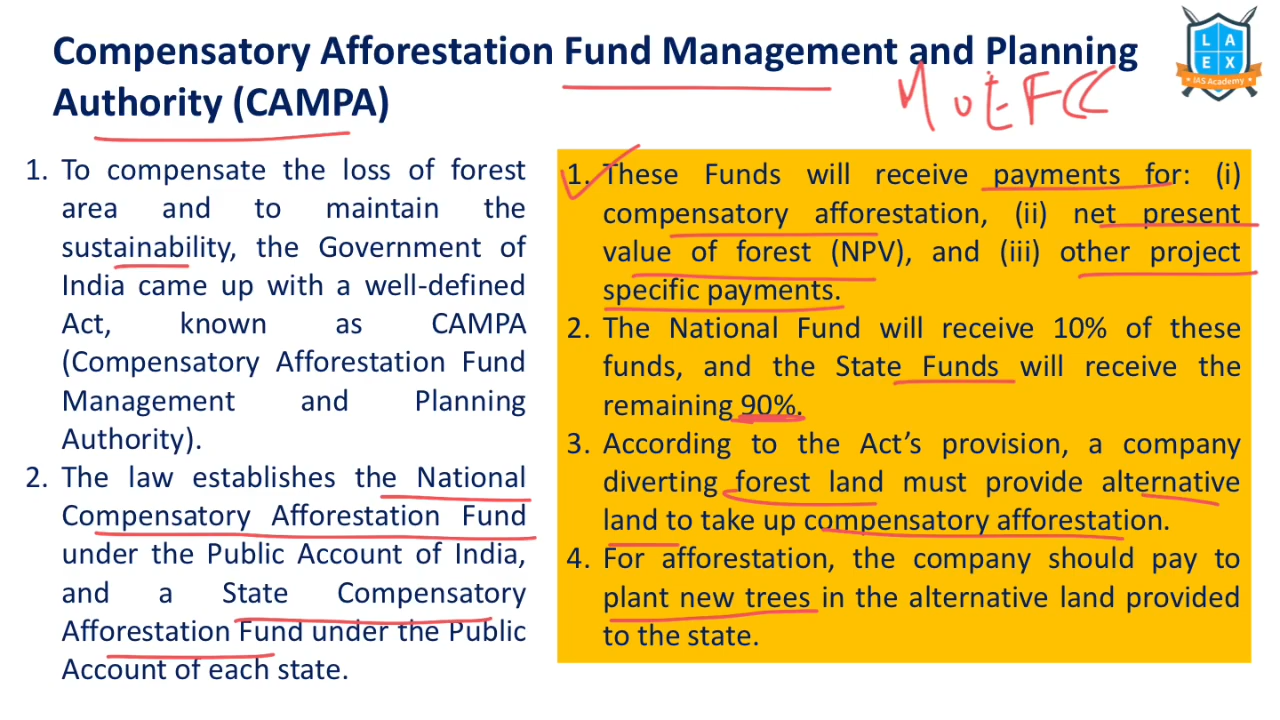 Compensatory Afforestation Fund Management and Planning
Authority (CAMPA)
MoEFCC
L A
E X
IAS Academy
1. To compensate the loss of forest
area and to maintain the
sustainability, the Government of
India came up with a well-defined
Act, known as CAMPA
(Compensatory Afforestation Fund
Management and Planning
Authority).
2. The law establishes the National
Compensatory Afforestation Fund
under the Public Account of India,
and a State Compensatory
Afforestation Fund under the Public
Account of each state.
1. These Funds will receive payments for: (i)
compensatory afforestation, (ii) net present
value of forest (NPV), and (iii) other project
specific payments.
2. The National Fund will receive 10% of these
funds, and the State Funds will receive the
remaining 90%.
3. According to the Act’s provision, a company
diverting forest land must provide alternative
land to take up compensatory afforestation.
4. For afforestation, the company should pay to
plant new trees in the alternative land provided
to the state.